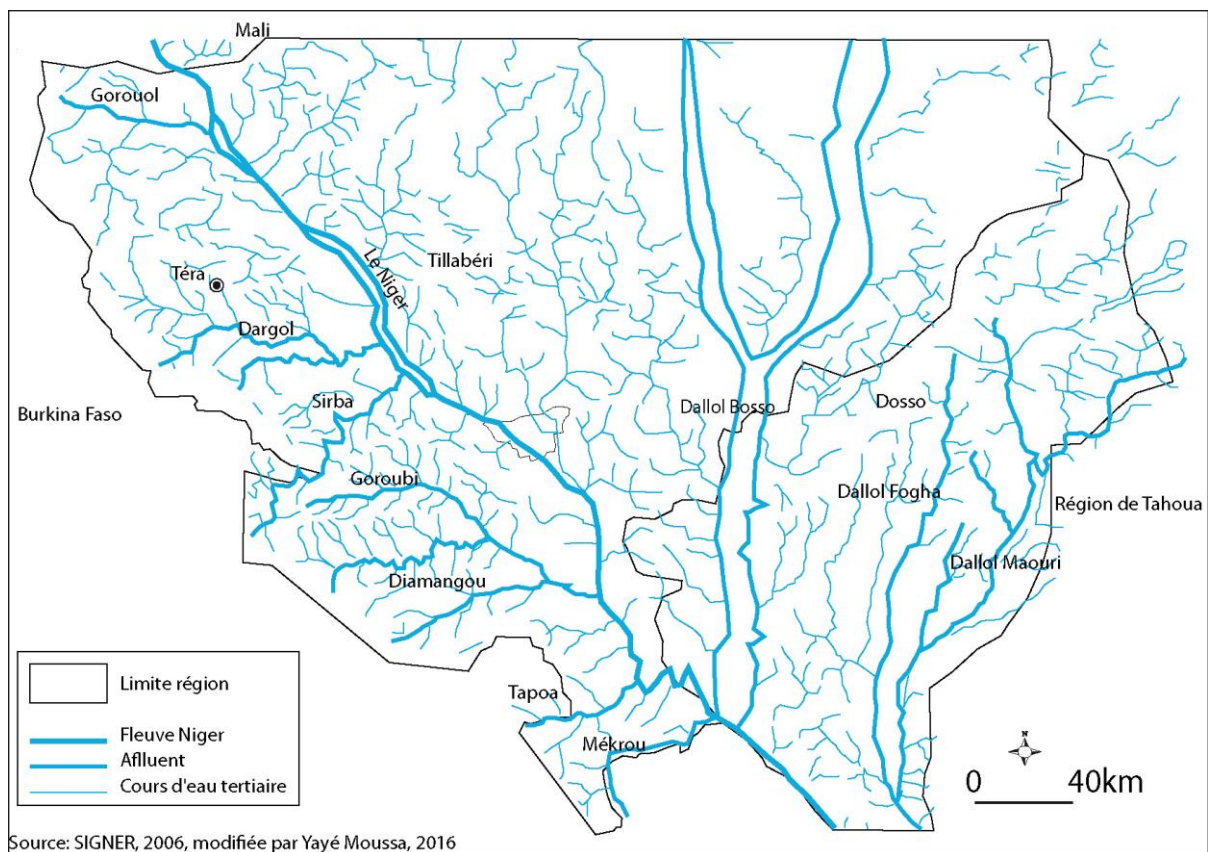 Mali
Gorouol
Le Niger
Tillabéri
Téra
Dargol
Sirba
Burkina Faso
Dallol Bosso
Dosso
Goroubi
Dallol Fogha
Région de Tahoua
Diamangou
Dallol Maouri
Tapoa
Mékrou
Limite région
Fleuve Niger
Aflluent
Cours d'eau tertiaire
N
0 40km
Source: SIGNER, 2006, modifiée par Yayé Moussa, 2016